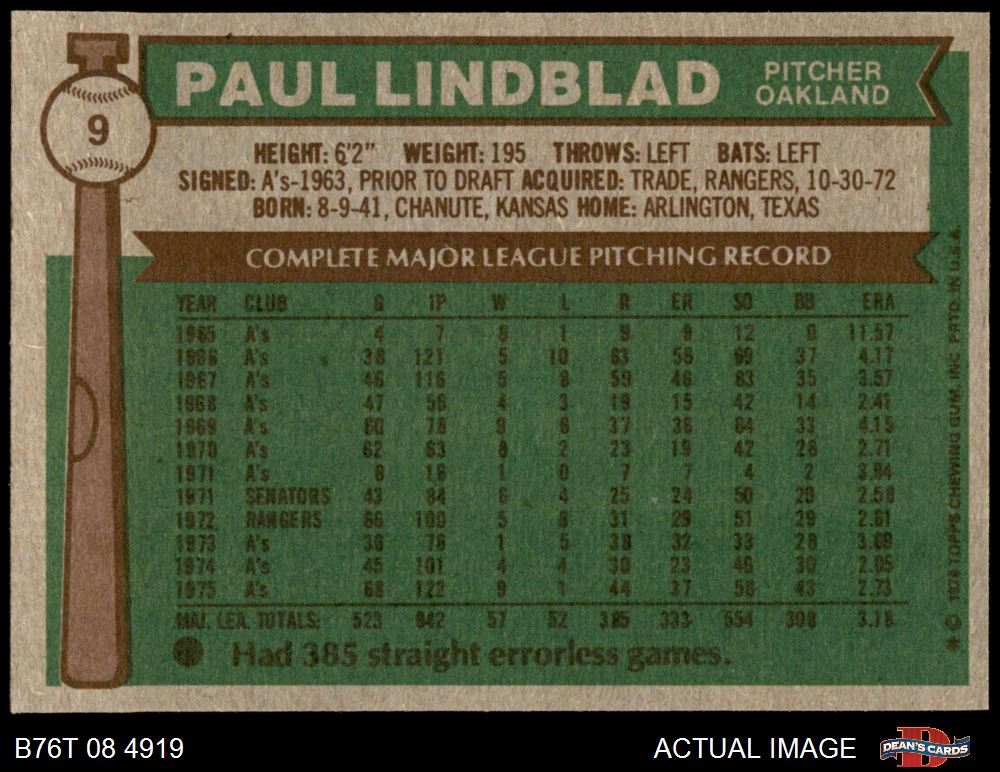 PAUL LINDBLAD
PITCHER
OAKLAND
9
HEIGHT: 6'2" WEIGHT: 195 THROWS: LEFT BATS: LEFT
SIGNED: A's-1963, PRIOR TO DRAFT ACQUIRED: TRADE, RANGERS, 10-30-72
BORN: 8-9-41, CHANUTE, KANSAS HOME: ARLINGTON, TEXAS
COMPLETE MAJOR LEAGUE PITCHING RECORD
YEAR CLUB G IP W L R ER SO BB ERA
1965 A's 4 7 0 1 9 9 12 0 11.57
1966 A's 38 121 5 10 63 56 69 37 4.17
1967 A's 46 116 5 8 59 46 83 35 3.57
1968 A's 47 56 4 3 19 15 42 14 2.41
1969 A's 60 78 9 6 37 36 64 33 4.15
1970 A's 62 63 8 2 23 19 42 28 2.71
1971 A's 8 16 1 0 7 7 4 2 3.94
1971 SENATORS 43 84 6 4 25 24 50 29 2.58
1972 RANGERS 66 100 5 8 31 29 51 29 2.61
1973 A's 36 78 1 5 38 32 33 28 3.69
1974 A's 45 101 4 4 30 23 46 30 2.05
1975 A's 68 122 9 1 44 37 58 43 2.73
MAJ. LEA. TOTALS: 523 942 57 52 385 333 554 308 3.18
Had 385 straight errorless games.
*© 1976 TOPPS CHEWING GUM, INC. PRTD. IN U.S.A.
B76T 08 4919
ACTUAL IMAGE
DEAN'S CARDS